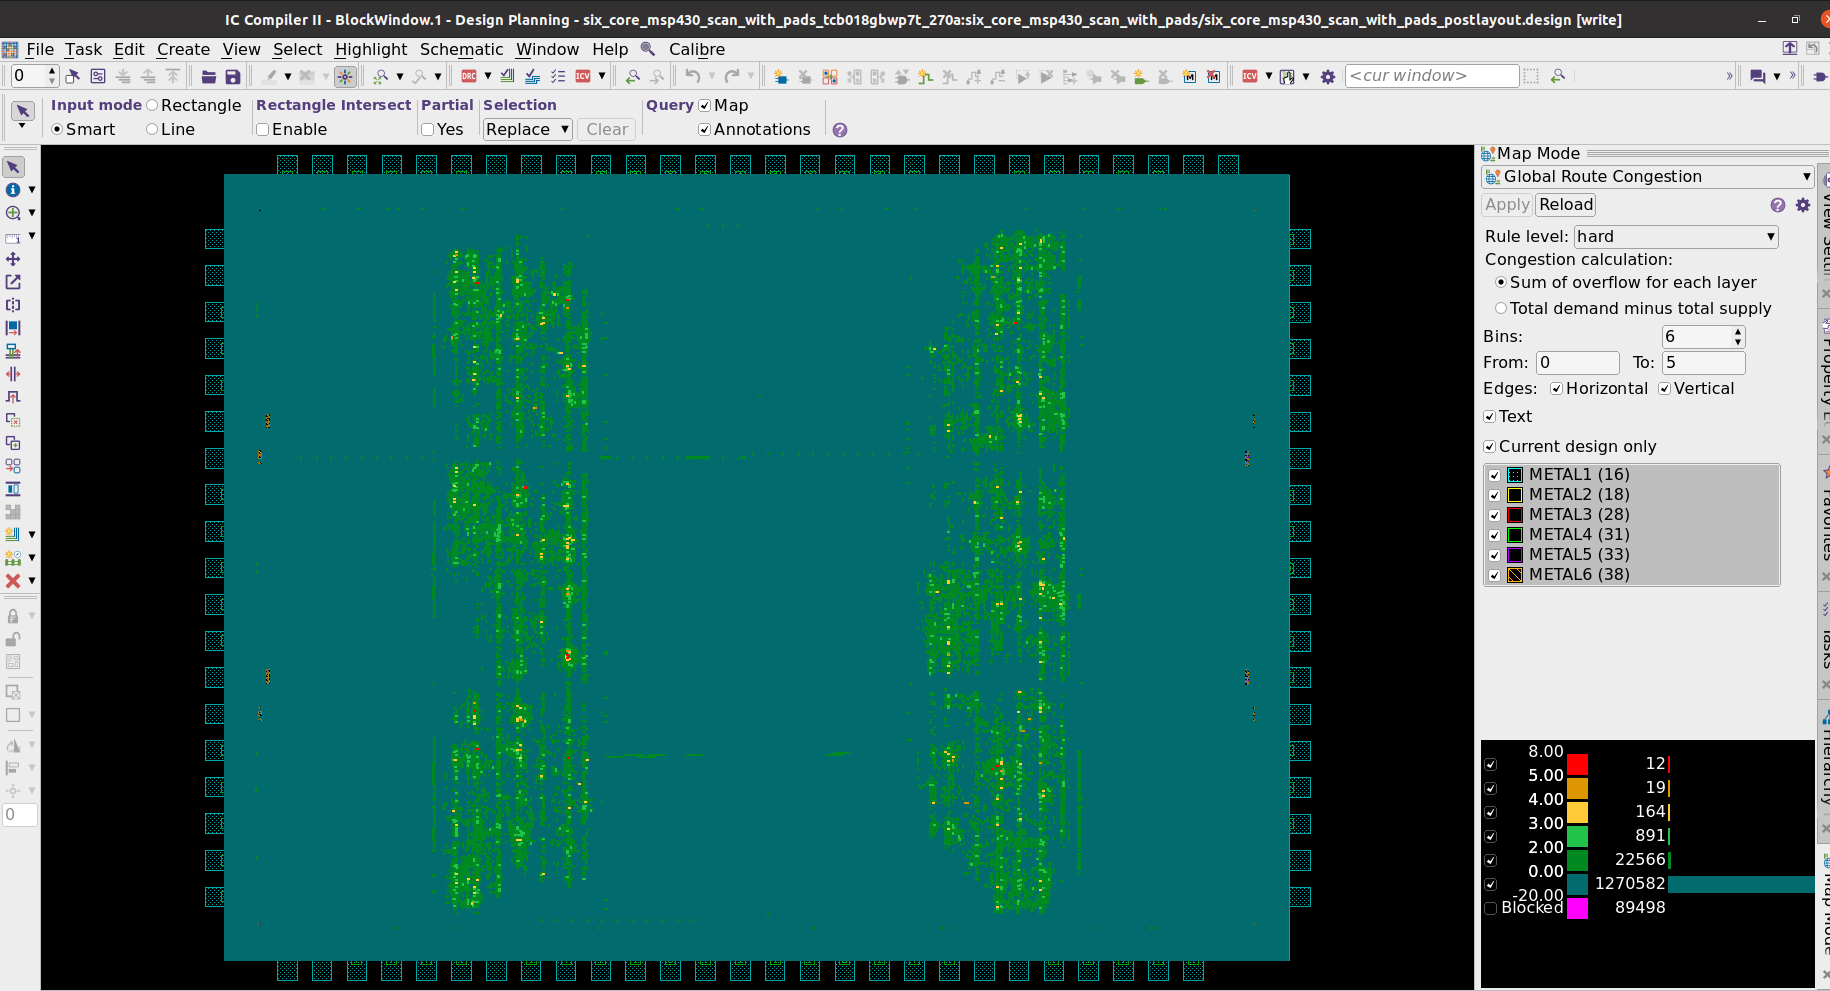 IC Compiler II - BlockWindow.1 - Design Planning - six_core_msp430_scan_with_pads_tcb018gbwp7t_270a:six_core_msp430_scan_with_pads/six_core_msp430_scan_with_pads_postlayout.design [write]
File Task Edit Create View Select Highlight Schematic Window Help Calibre
0 DRC ICV ICV <cur window> » »
Input mode Rectangle Rectangle Intersect Partial Selection Query Map
Smart Line Enable Yes Replace Clear Annotations
Map Mode
Global Route Congestion
Apply Reload
Rule level: hard
Congestion calculation:
Sum of overflow for each layer
Total demand minus total supply
Bins: 6
From: 0 To: 5
Edges: Horizontal Vertical
Text
Current design only
METAL1 (16)
METAL2 (18)
METAL3 (28)
METAL4 (31)
METAL5 (33)
METAL6 (38)
8.00
12
5.00
19
4.00
164
3.00
891
2.00
22566
0.00
1270582
-20.00
Blocked 89498
0
Favorites
Tasks
Hierarchy
Map Mode